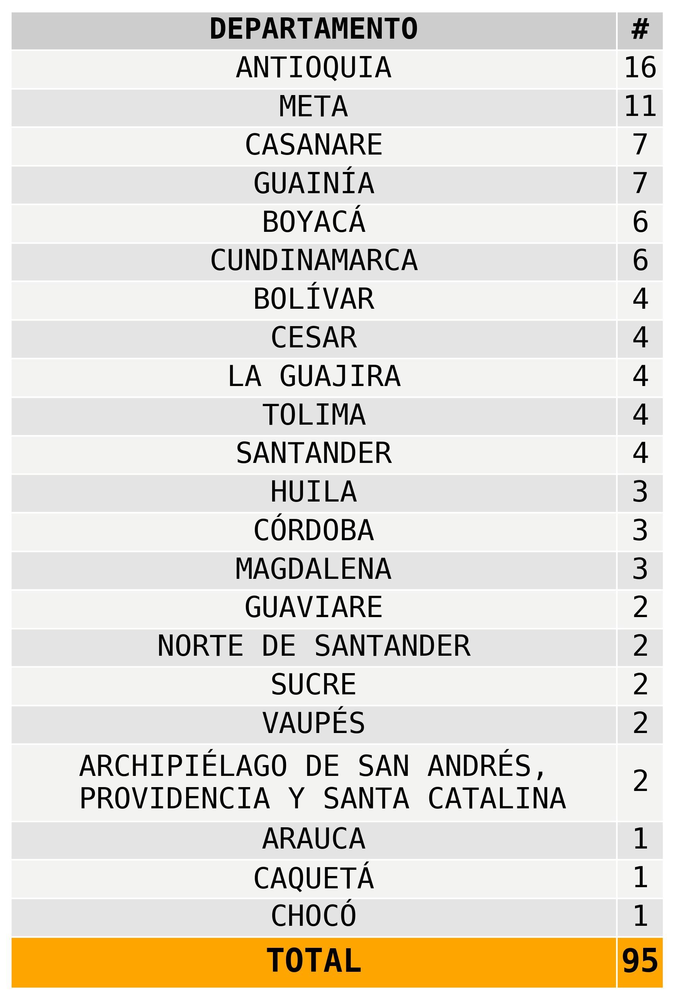 DEPARTAMENTO #
ANTIOQUIA 16
META 11
CASANARE 7
GUAINÍA 7
BOYACÁ 6
CUNDINAMARCA 6
BOLÍVAR 4
CESAR 4
LA GUAJIRA 4
TOLIMA 4
SANTANDER 4
HUILA 3
CÓRDOBA 3
MAGDALENA 3
GUAVIARE 2
NORTE DE SANTANDER 2
SUCRE 2
VAUPÉS 2
ARCHIPIÉLAGO DE SAN ANDRÉS,
PROVIDENCIA Y SANTA CATALINA 2
ARAUCA 1
CAQUETÁ 1
CHOCÓ 1
TOTAL 95